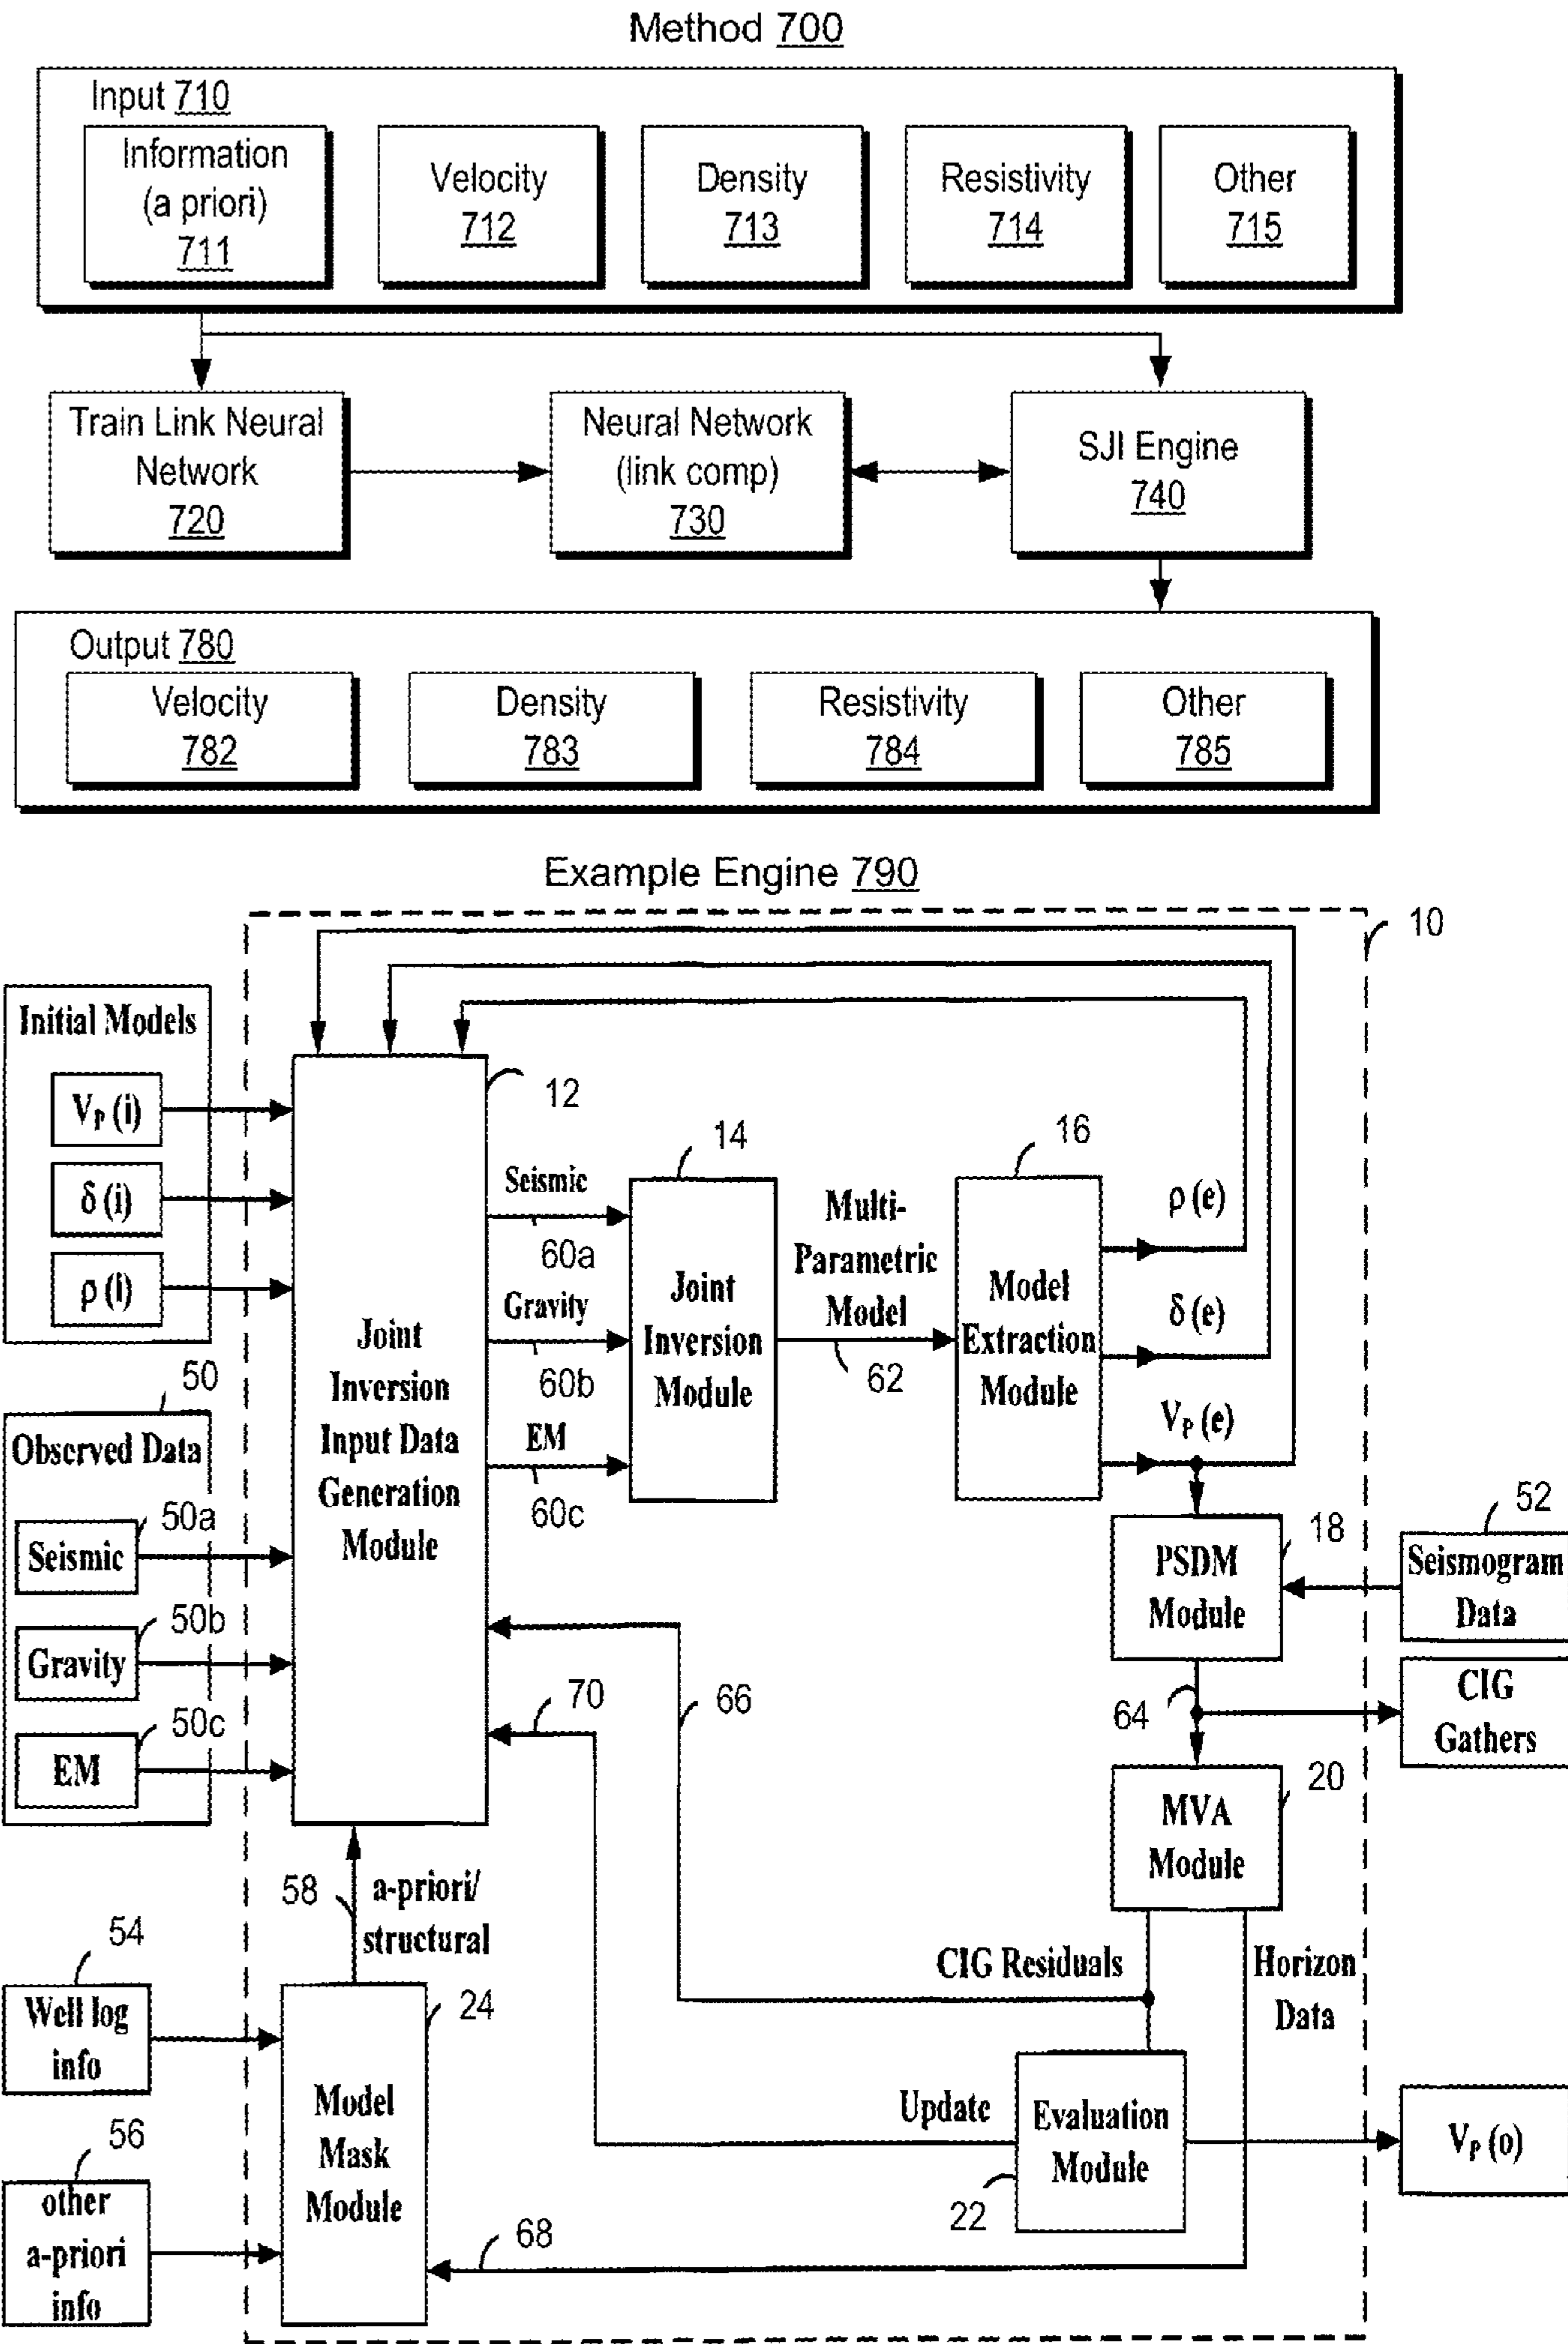 Method 700
Input 710
Information
(a priori)
711
Velocity
712
Density
713
Resistivity
714
Other
715
Train Link Neural
Network
720
Neural Network
(link comp)
730
SJI Engine
740
Output 780
Velocity
782
Density
783
Resistivity
784
Other
785
Example Engine 790
10
Initial Models
VP (i)
δ (i)
ρ (i)
12
Joint
Inversion
Input Data
Generation
Module
Seismic
60a
Gravity
60b
EM
60c
14
Joint
Inversion
Module
Multi-
Parametric
Model
62
16
Model
Extraction
Module
ρ (e)
δ (e)
VP (e)
50
Observed Data
50a
Seismic
50b
Gravity
50c
EM
18
PSDM
Module
52
Seismogram
Data
64
CIG
Gathers
20
MVA
Module
66
70
58
a-priori/
structural
CIG Residuals
Horizon
Data
54
Well log
info
24
Model
Mask
Module
56
other
a-priori
info
Update
Evaluation
Module
22
VP (o)
68